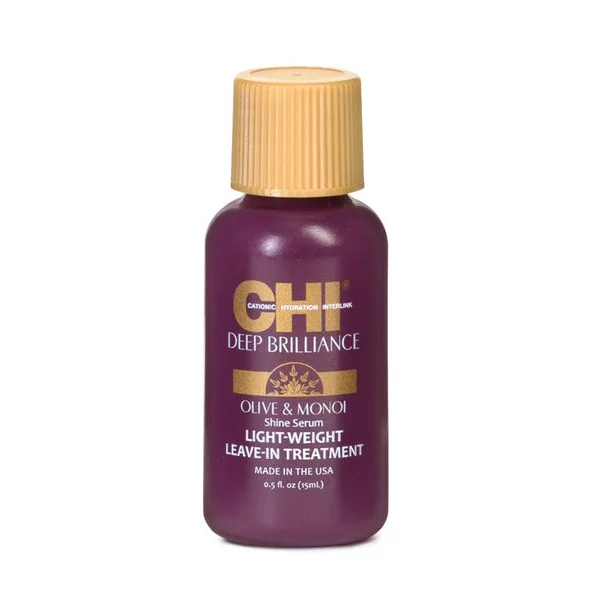 CHI®
CATIONIC HYDRATION INTERLINK
DEEP BRILLIANCE
OLIVE & MONOI
Shine Serum
LIGHT-WEIGHT
LEAVE-IN TREATMENT
MADE IN THE USA
0.5 fl. oz (15mL)